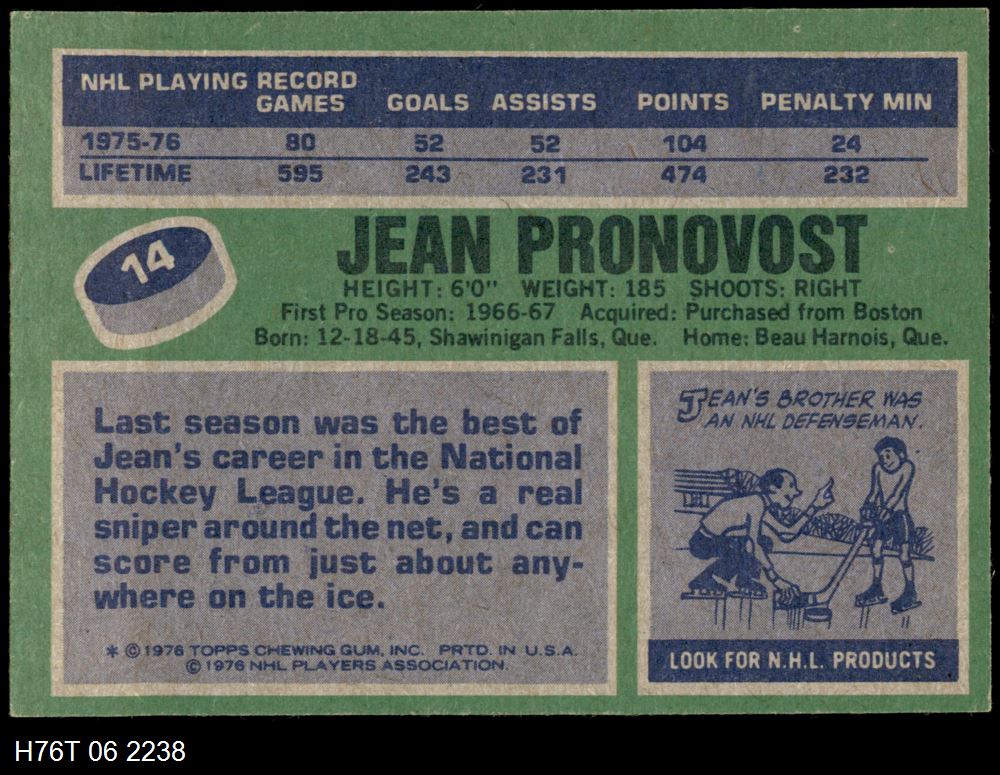 NHL PLAYING RECORD
GAMES GOALS ASSISTS POINTS PENALTY MIN
1975-76 80 52 52 104 24
LIFETIME 595 243 231 474 232
14
JEAN PRONOVOST
HEIGHT: 6'0" WEIGHT: 185 SHOOTS: RIGHT
First Pro Season: 1966-67 Acquired: Purchased from Boston
Born: 12-18-45, Shawinigan Falls, Que. Home: Beau Harnois, Que.
Last season was the best of
Jean's career in the National
Hockey League. He's a real
sniper around the net, and can
score from just about any-
where on the ice.
* © 1976 TOPPS CHEWING GUM, INC. PRTD. IN U.S.A.
© 1976 NHL PLAYERS ASSOCIATION.
JEAN'S BROTHER WAS
AN NHL DEFENSEMAN.
LOOK FOR N.H.L. PRODUCTS
H76T 06 2238